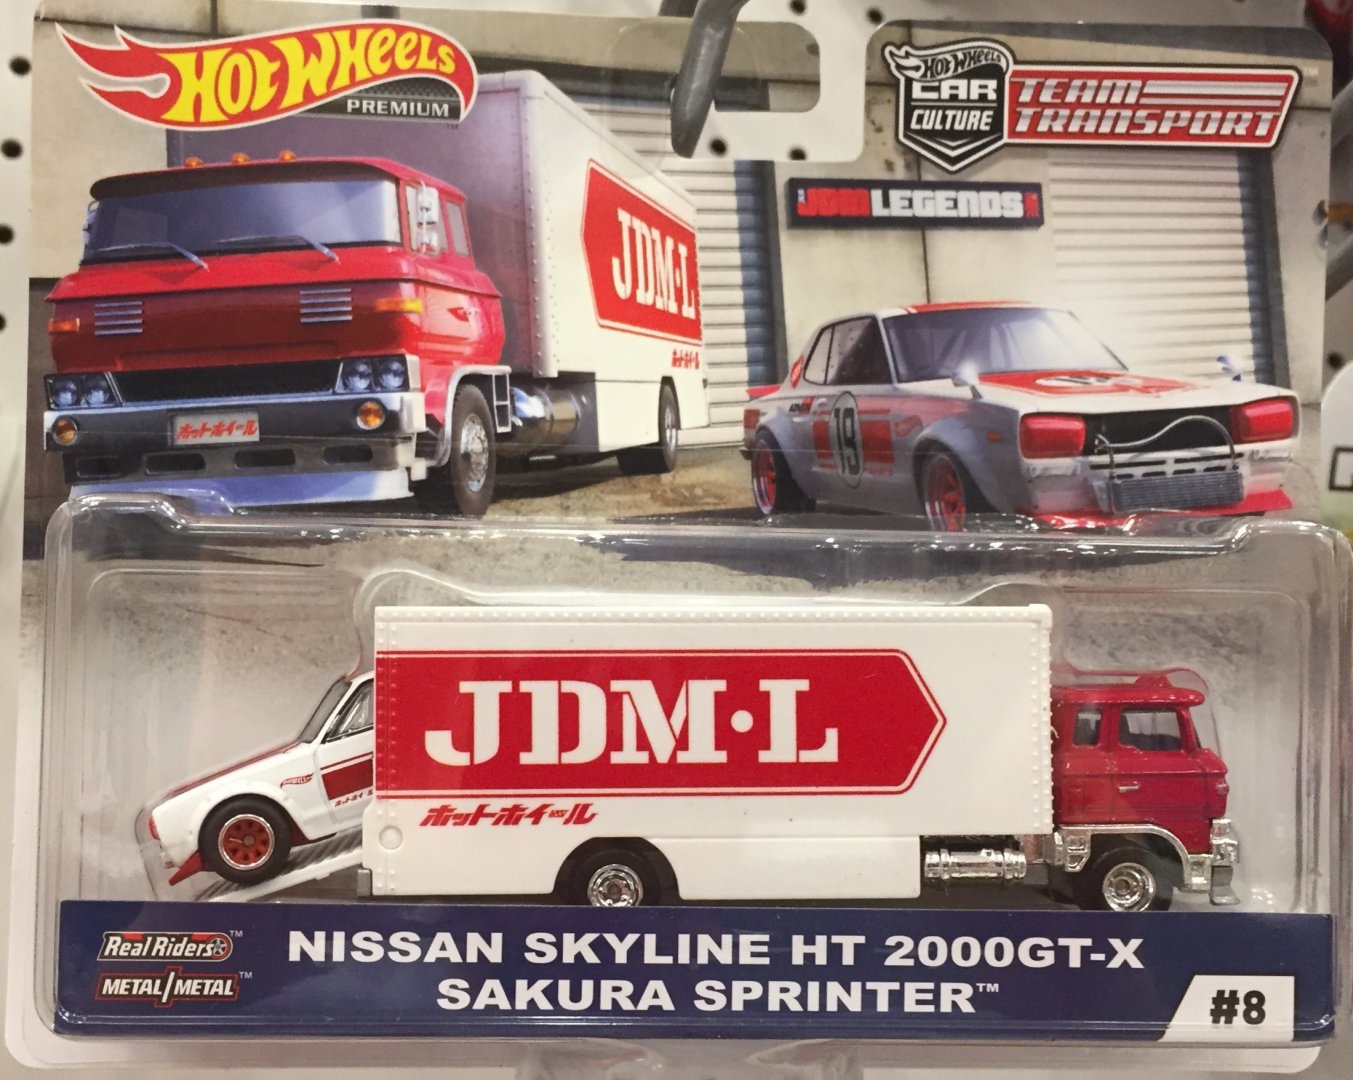 HOT WHEELS
PREMIUM
HOT WHEELS
CAR
CULTURE
TEAM
TRANSPORT
JDM LEGENDS
JDM·L
ホットホイール
ホットホイール
19
JDM·L
ホットホイール
Real Riders™
METAL/METAL™
NISSAN SKYLINE HT 2000GT-X
SAKURA SPRINTER™
#8